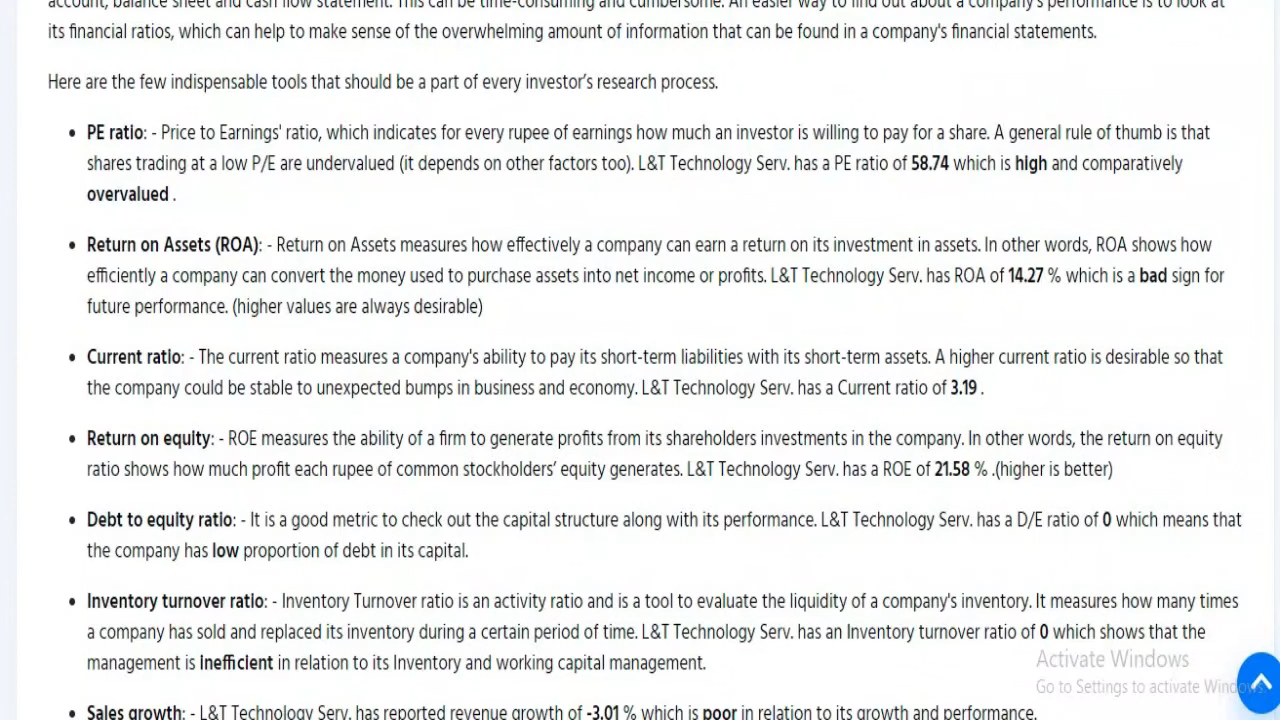 account, balance sheet and cash flow statement. This can be time-consuming and cumbersome. An easier way to find out about a company's performance is to look at
its financial ratios, which can help to make sense of the overwhelming amount of information that can be found in a company's financial statements.
Here are the few indispensable tools that should be a part of every investor’s research process.
• PE ratio: - Price to Earnings' ratio, which indicates for every rupee of earnings how much an investor is willing to pay for a share. A general rule of thumb is that
shares trading at a low P/E are undervalued (it depends on other factors too). L&T Technology Serv. has a PE ratio of 58.74 which is high and comparatively
overvalued .
• Return on Assets (ROA): - Return on Assets measures how effectively a company can earn a return on its investment in assets. In other words, ROA shows how
efficiently a company can convert the money used to purchase assets into net income or profits. L&T Technology Serv. has ROA of 14.27 % which is a bad sign for
future performance. (higher values are always desirable)
• Current ratio: - The current ratio measures a company's ability to pay its short-term liabilities with its short-term assets. A higher current ratio is desirable so that
the company could be stable to unexpected bumps in business and economy. L&T Technology Serv. has a Current ratio of 3.19 .
• Return on equity: - ROE measures the ability of a firm to generate profits from its shareholders investments in the company. In other words, the return on equity
ratio shows how much profit each rupee of common stockholders’ equity generates. L&T Technology Serv. has a ROE of 21.58 % .(higher is better)
• Debt to equity ratio: - It is a good metric to check out the capital structure along with its performance. L&T Technology Serv. has a D/E ratio of 0 which means that
the company has low proportion of debt in its capital.
• Inventory turnover ratio: - Inventory Turnover ratio is an activity ratio and is a tool to evaluate the liquidity of a company's inventory. It measures how many times
a company has sold and replaced its inventory during a certain period of time. L&T Technology Serv. has an Inventory turnover ratio of 0 which shows that the
management is inefficient in relation to its Inventory and working capital management.
Activate Windows
Go to Settings to activate Windows.
• Sales growth: - L&T Technology Serv. has reported revenue growth of -3.01 % which is poor in relation to its growth and performance.